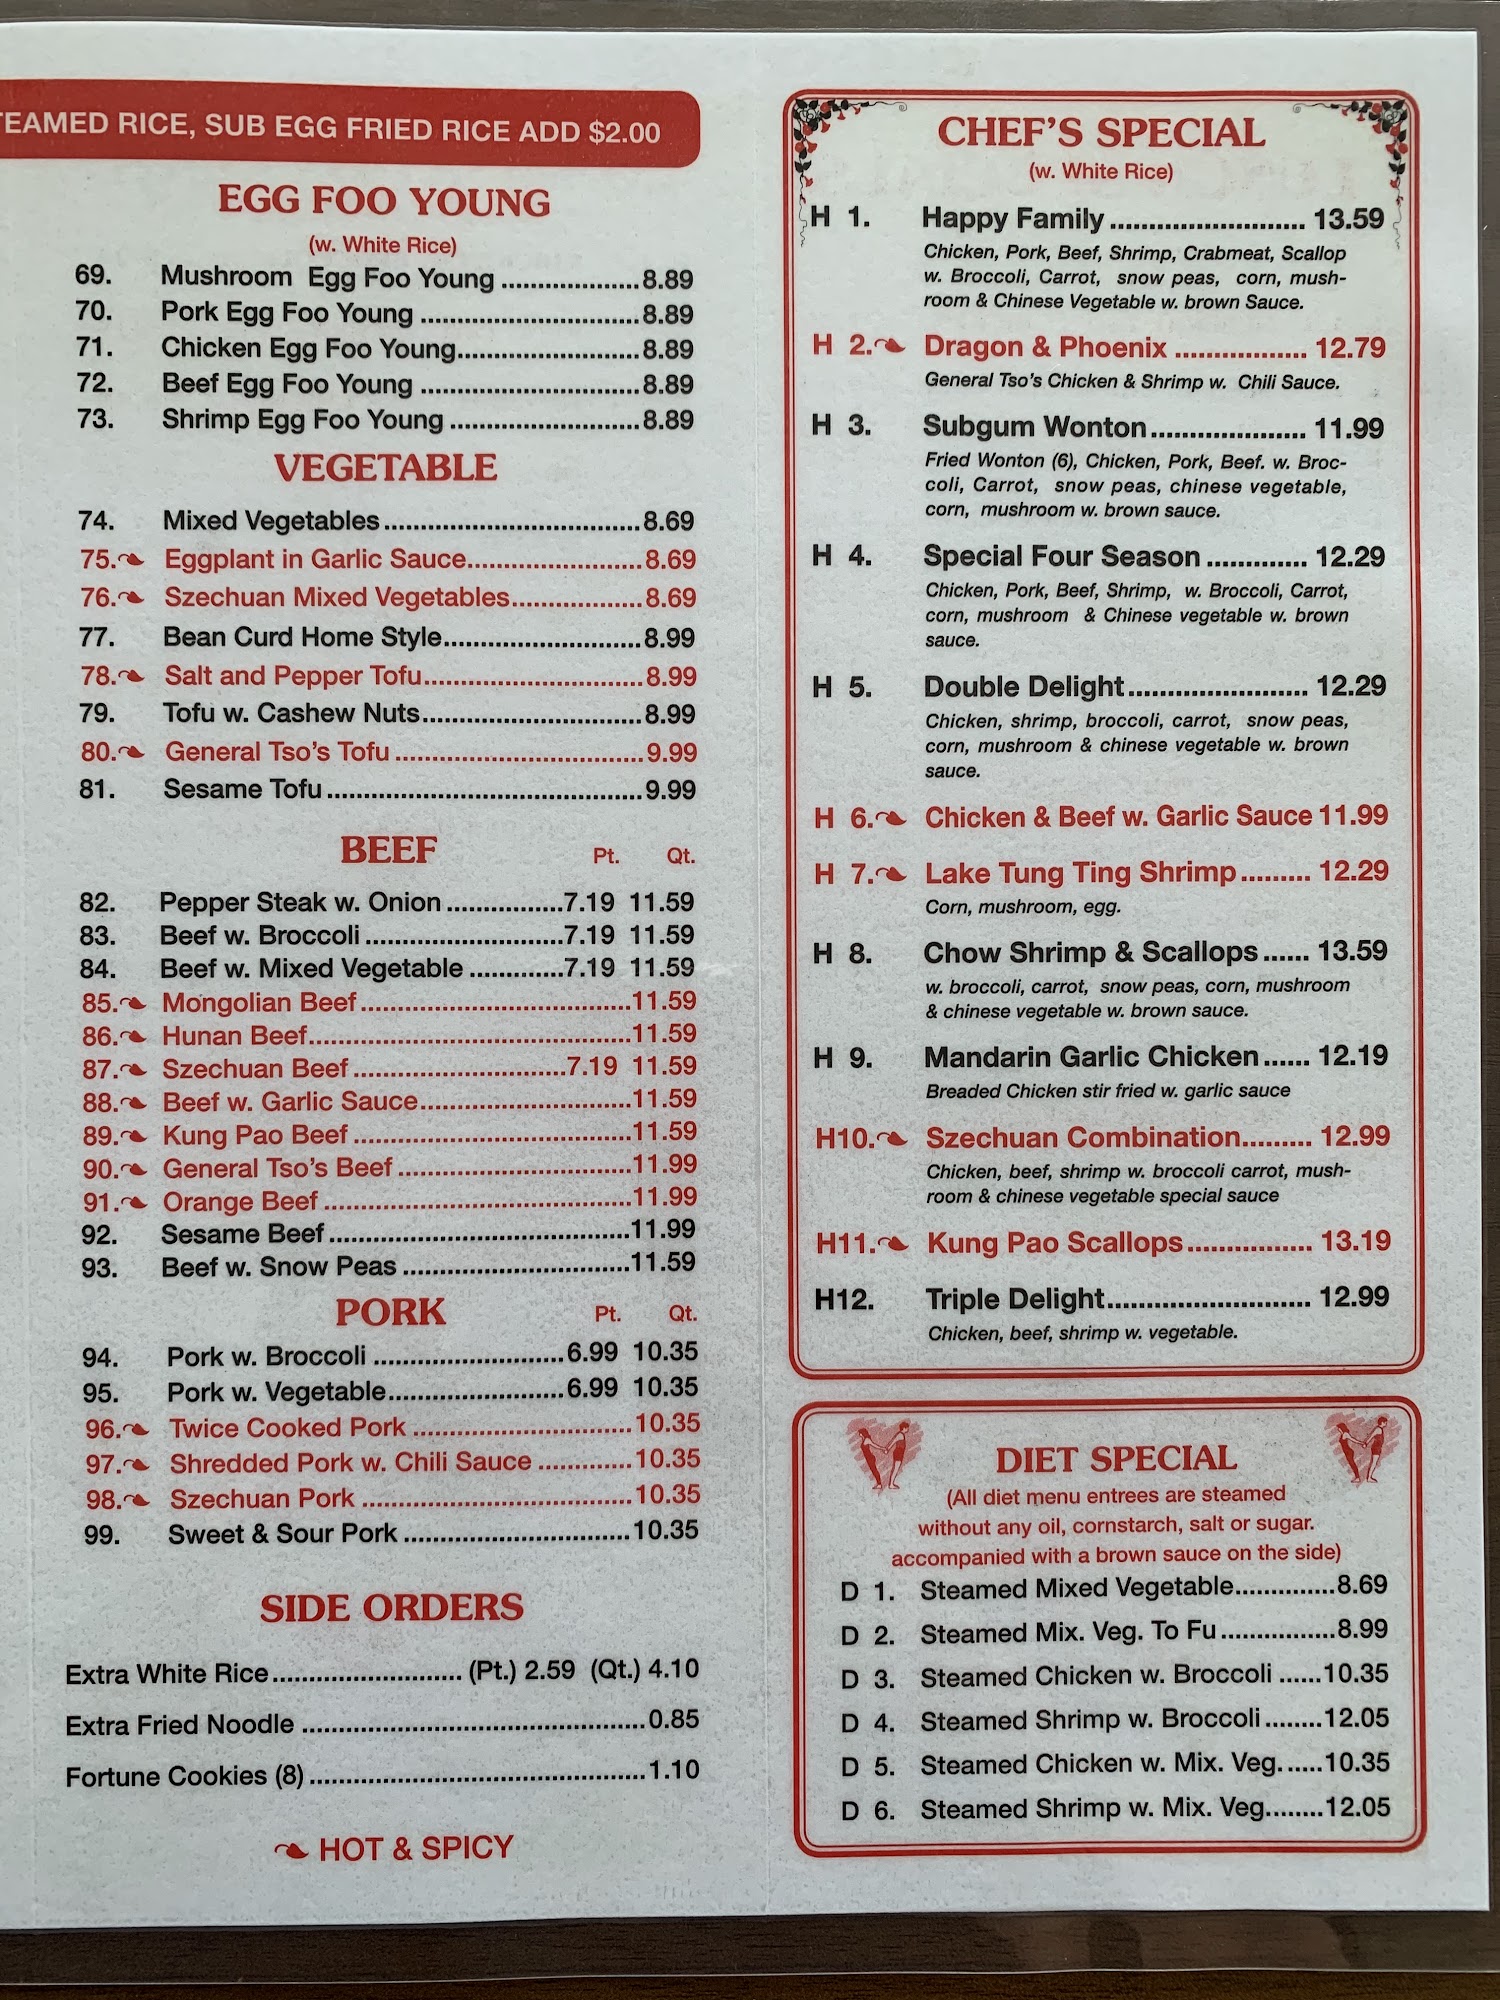 STEAMED RICE, SUB EGG FRIED RICE ADD $2.00
EGG FOO YOUNG
(w. White Rice)
69. Mushroom Egg Foo Young ................... 8.89
70. Pork Egg Foo Young ............................... 8.89
71. Chicken Egg Foo Young.......................... 8.89
72. Beef Egg Foo Young ............................... 8.89
73. Shrimp Egg Foo Young ........................... 8.89
VEGETABLE
74. Mixed Vegetables ................................... 8.69
75. Eggplant in Garlic Sauce........................ 8.69
76. Szechuan Mixed Vegetables.................. 8.69
77. Bean Curd Home Style........................... 8.99
78. Salt and Pepper Tofu.............................. 8.99
79. Tofu w. Cashew Nuts.............................. 8.99
80. General Tso's Tofu .................................. 9.99
81. Sesame Tofu ........................................... 9.99
BEEF Pt. Qt.
82. Pepper Steak w. Onion ................ 7.19 11.59
83. Beef w. Broccoli ........................... 7.19 11.59
84. Beef w. Mixed Vegetable ............. 7.19 11.59
85. Mongolian Beef ..................................... 11.59
86. Hunan Beef............................................ 11.59
87. Szechuan Beef ............................. 7.19 11.59
88. Beef w. Garlic Sauce............................. 11.59
89. Kung Pao Beef ...................................... 11.59
90. General Tso's Beef ................................ 11.99
91. Orange Beef .......................................... 11.99
92. Sesame Beef ......................................... 11.99
93. Beef w. Snow Peas ............................... 11.59
PORK Pt. Qt.
94. Pork w. Broccoli .......................... 6.99 10.35
95. Pork w. Vegetable........................ 6.99 10.35
96. Twice Cooked Pork .............................. 10.35
97. Shredded Pork w. Chili Sauce ............. 10.35
98. Szechuan Pork ..................................... 10.35
99. Sweet & Sour Pork ............................... 10.35
SIDE ORDERS
Extra White Rice.......................... (Pt.) 2.59 (Qt.) 4.10
Extra Fried Noodle ............................................... 0.85
Fortune Cookies (8) .............................................. 1.10
HOT & SPICY
CHEF'S SPECIAL
(w. White Rice)
H 1. Happy Family ......................... 13.59
Chicken, Pork, Beef, Shrimp, Crabmeat, Scallop
w. Broccoli, Carrot, snow peas, corn, mush-
room & Chinese Vegetable w. brown Sauce.
H 2. Dragon & Phoenix ................. 12.79
General Tso's Chicken & Shrimp w. Chili Sauce.
H 3. Subgum Wonton .................... 11.99
Fried Wonton (6), Chicken, Pork, Beef. w. Broc-
coli, Carrot, snow peas, chinese vegetable,
corn, mushroom w. brown sauce.
H 4. Special Four Season ............. 12.29
Chicken, Pork, Beef, Shrimp, w. Broccoli, Carrot,
corn, mushroom & Chinese vegetable w. brown
sauce.
H 5. Double Delight....................... 12.29
Chicken, shrimp, broccoli, carrot, snow peas,
corn, mushroom & chinese vegetable w. brown
sauce.
H 6. Chicken & Beef w. Garlic Sauce 11.99
H 7. Lake Tung Ting Shrimp ......... 12.29
Corn, mushroom, egg.
H 8. Chow Shrimp & Scallops ...... 13.59
w. broccoli, carrot, snow peas, corn, mushroom
& chinese vegetable w. brown sauce.
H 9. Mandarin Garlic Chicken ...... 12.19
Breaded Chicken stir fried w. garlic sauce
H10. Szechuan Combination......... 12.99
Chicken, beef, shrimp w. broccoli carrot, mush-
room & chinese vegetable special sauce
H11. Kung Pao Scallops................ 13.19
H12. Triple Delight.......................... 12.99
Chicken, beef, shrimp w. vegetable.
DIET SPECIAL
(All diet menu entrees are steamed
without any oil, cornstarch, salt or sugar.
accompanied with a brown sauce on the side)
D 1. Steamed Mixed Vegetable.............. 8.69
D 2. Steamed Mix. Veg. To Fu ................ 8.99
D 3. Steamed Chicken w. Broccoli ...... 10.35
D 4. Steamed Shrimp w. Broccoli ........ 12.05
D 5. Steamed Chicken w. Mix. Veg. ..... 10.35
D 6. Steamed Shrimp w. Mix. Veg........ 12.05